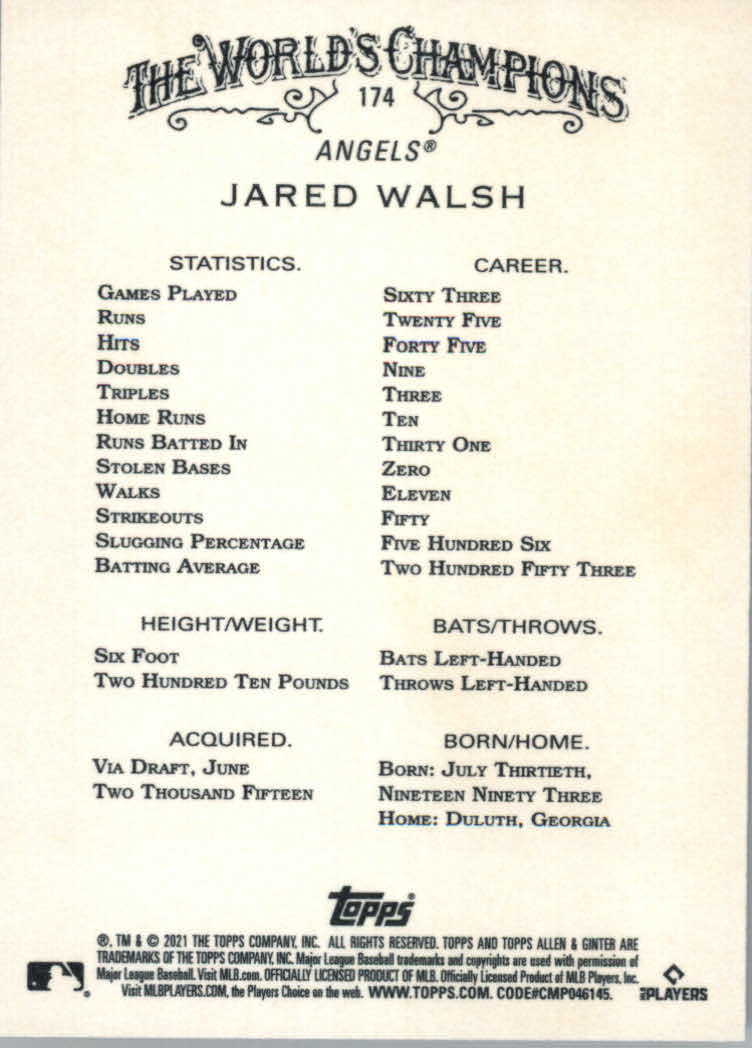 THE WORLD'S CHAMPIONS
174
ANGELS®
JARED WALSH
STATISTICS. CAREER.
GAMES PLAYED SIXTY THREE
RUNS TWENTY FIVE
HITS FORTY FIVE
DOUBLES NINE
TRIPLES THREE
HOME RUNS TEN
RUNS BATTED IN THIRTY ONE
STOLEN BASES ZERO
WALKS ELEVEN
STRIKEOUTS FIFTY
SLUGGING PERCENTAGE FIVE HUNDRED SIX
BATTING AVERAGE TWO HUNDRED FIFTY THREE
HEIGHT/WEIGHT. BATS/THROWS.
SIX FOOT BATS LEFT-HANDED
TWO HUNDRED TEN POUNDS THROWS LEFT-HANDED
ACQUIRED. BORN/HOME.
VIA DRAFT, JUNE BORN: JULY THIRTIETH,
TWO THOUSAND FIFTEEN NINETEEN NINETY THREE
HOME: DULUTH, GEORGIA
Topps®
®, TM & © 2021 THE TOPPS COMPANY, INC. ALL RIGHTS RESERVED. TOPPS AND TOPPS ALLEN & GINTER ARE
TRADEMARKS OF THE TOPPS COMPANY, INC. Major League Baseball trademarks and copyrights are used with permission of
Major League Baseball. Visit MLB.com. OFFICIALLY LICENSED PRODUCT OF MLB. Officially Licensed Product of MLB Players, Inc.
Visit MLBPLAYERS.COM, the Players Choice on the web. WWW.TOPPS.COM. CODE#CMP046145.
MLB PLAYERS